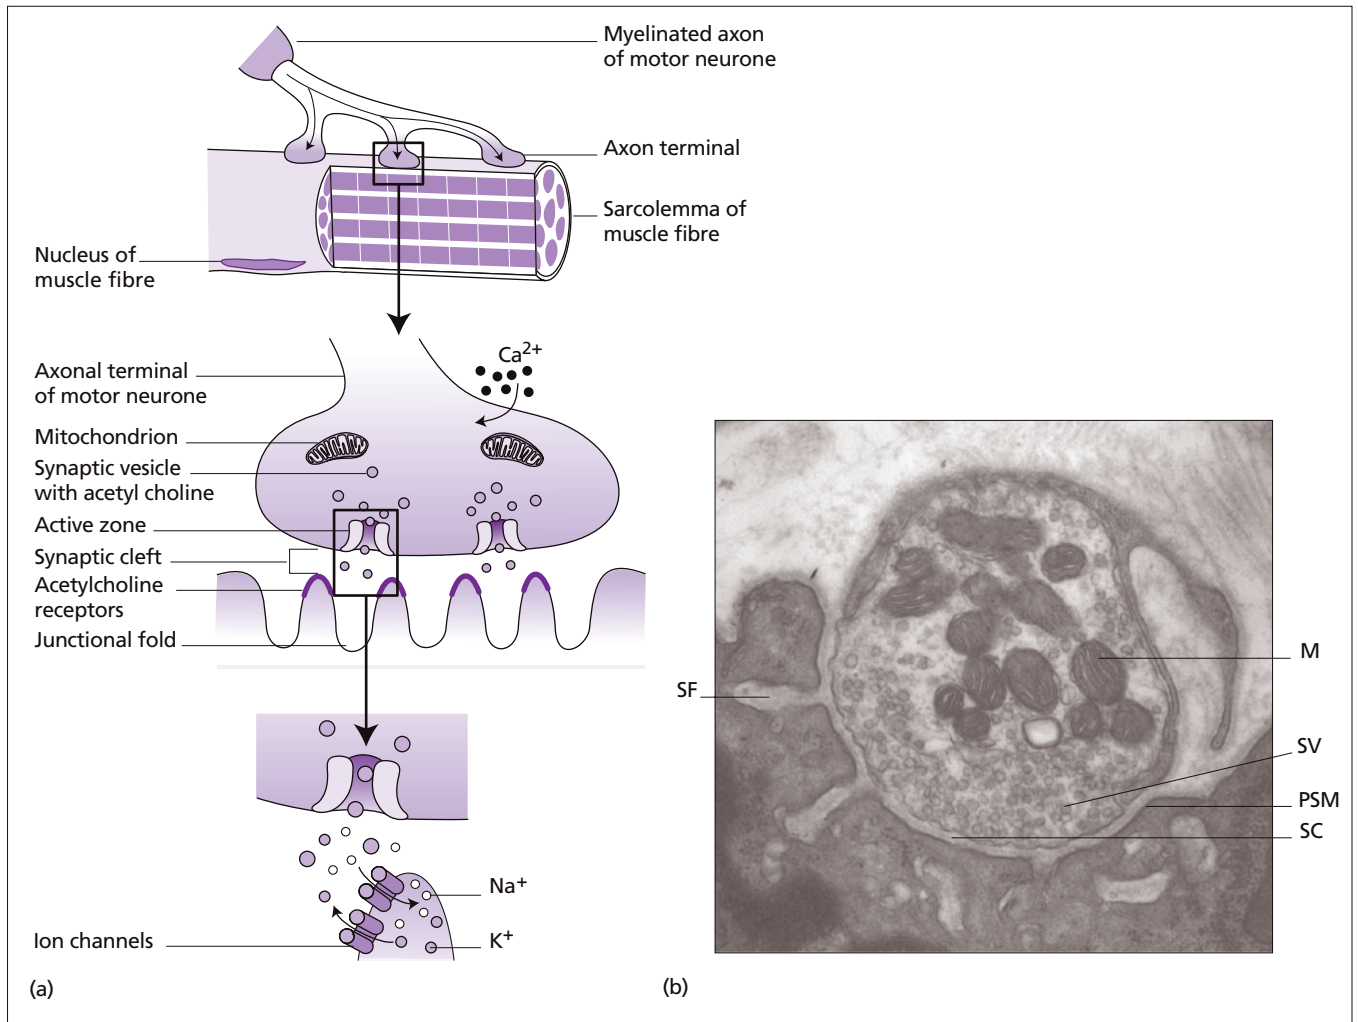 Myelinated axon
of motor neurone
Axon terminal
Sarcolemma of
muscle fibre
Nucleus of
muscle fibre
Ca2+
Axonal terminal
of motor neurone
Mitochondrion
Synaptic vesicle
with acetyl choline
Active zone
Synaptic cleft
Acetylcholine
receptors
Junctional fold
M
SF
SV
PSM
SC
Na+
K+
Ion channels
(a)
(b)